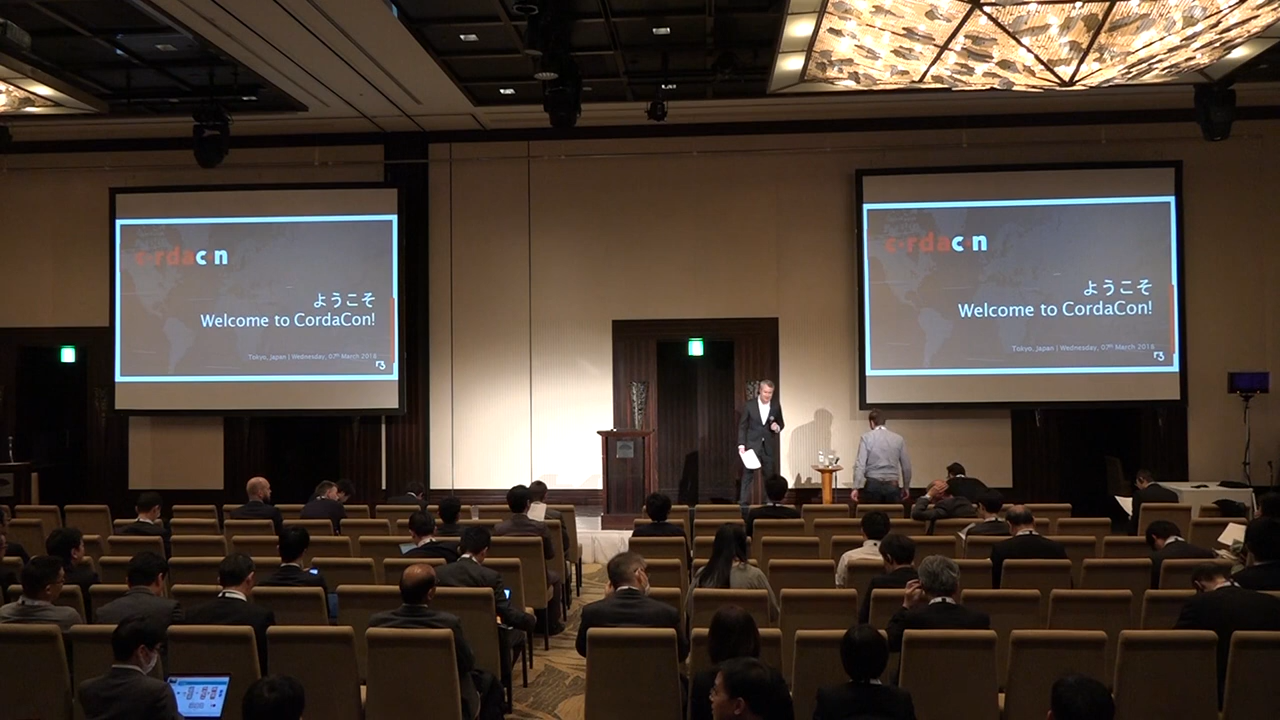 cordacon
ようこそ
Welcome to CordaCon!
Tokyo, Japan | Wednesday, 07th March 2018
r3
cordacon
ようこそ
Welcome to CordaCon!
Tokyo, Japan | Wednesday, 07th March 2018
r3